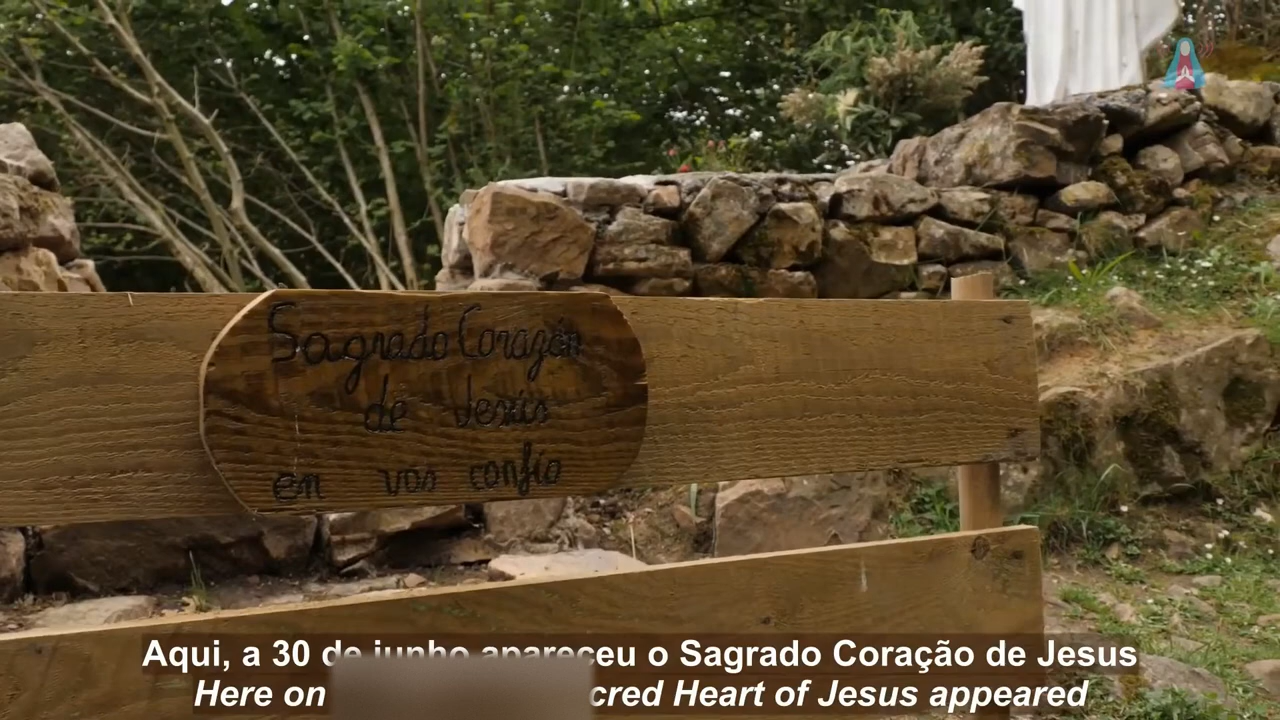 Sagrado Corazón
de Jesús
en vos confío
Aqui, a 30 de junho apareceu o Sagrado Coração de Jesus
Here on cred Heart of Jesus appeared